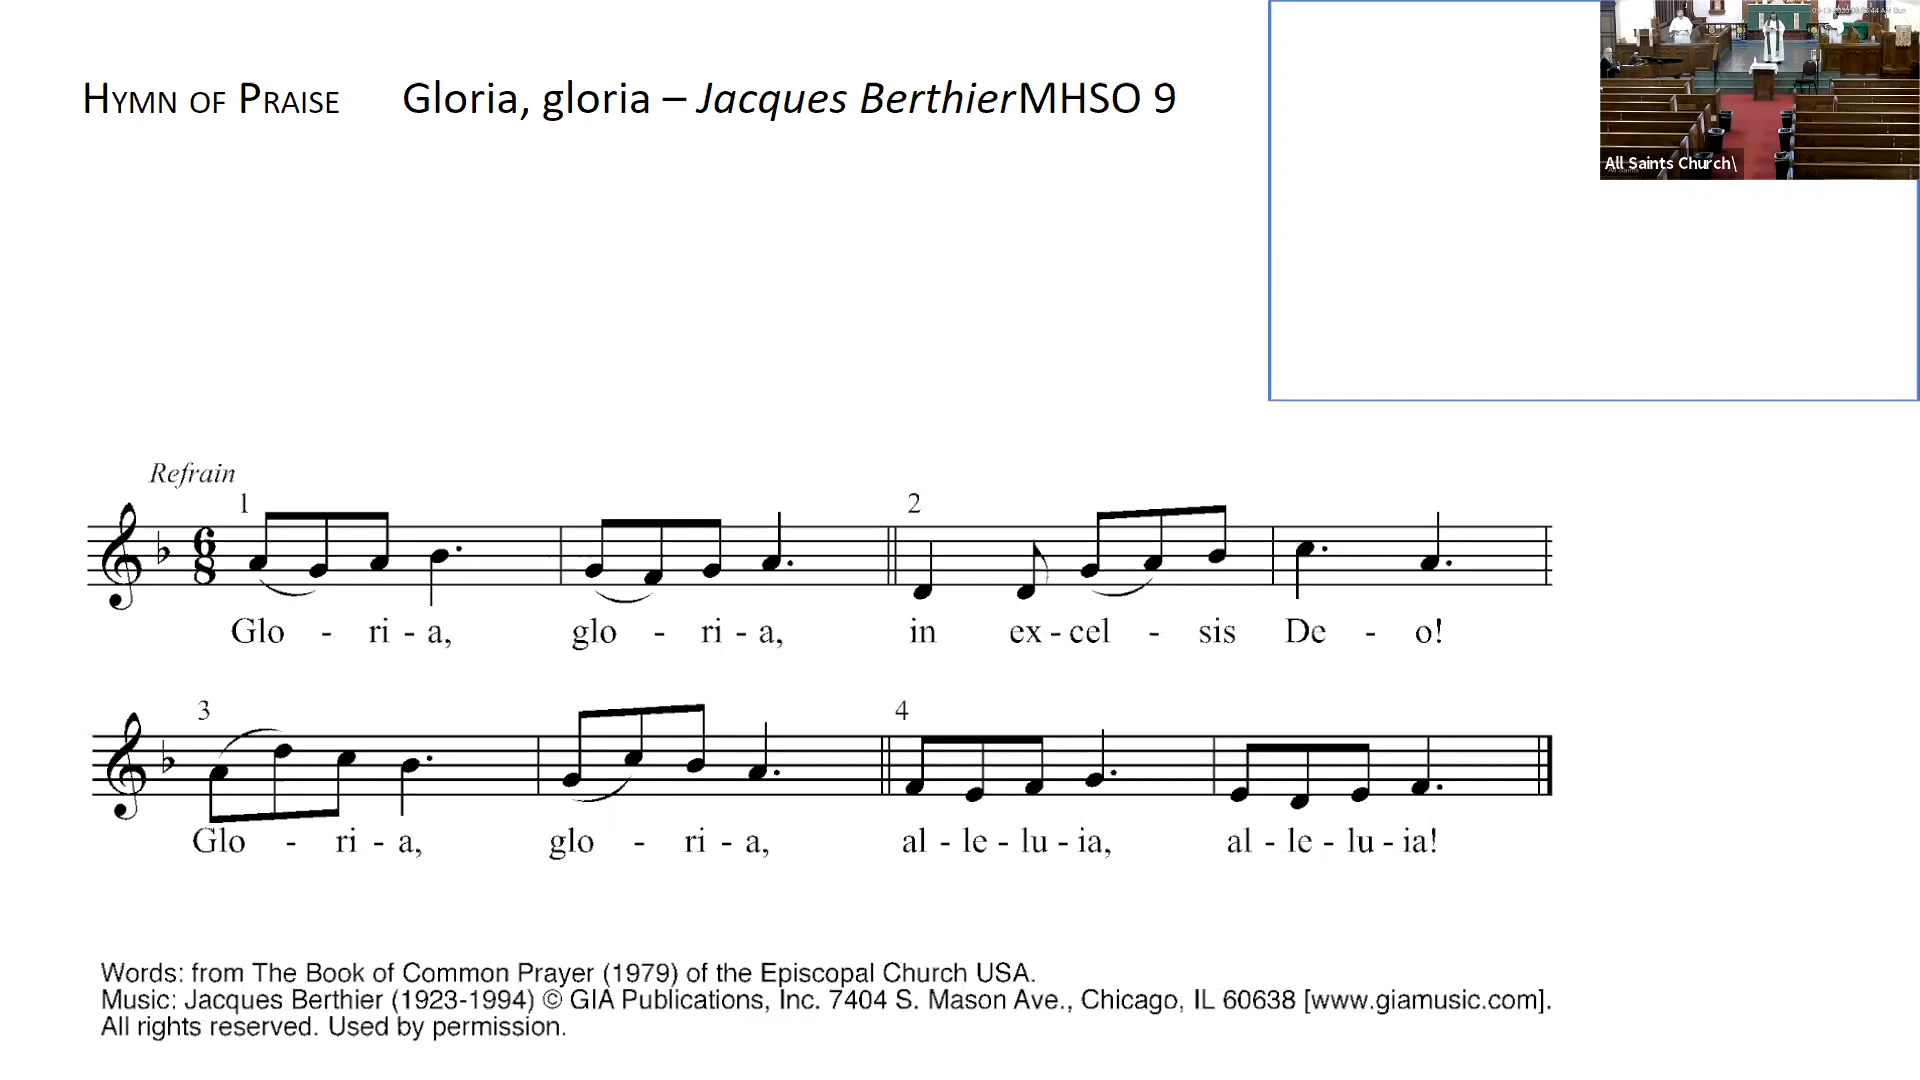 HYMN OF PRAISE Gloria, gloria – Jacques BerthierMHSO 9
All Saints Church\
Refrain
1 2
6
8
Glo - ri - a, glo - ri - a, in ex - cel - sis De - o!
3 4
Glo - ri - a, glo - ri - a, al - le - lu - ia, al - le - lu - ia!
Words: from The Book of Common Prayer (1979) of the Episcopal Church USA.
Music: Jacques Berthier (1923-1994) © GIA Publications, Inc. 7404 S. Mason Ave., Chicago, IL 60638 [www.giamusic.com].
All rights reserved. Used by permission.